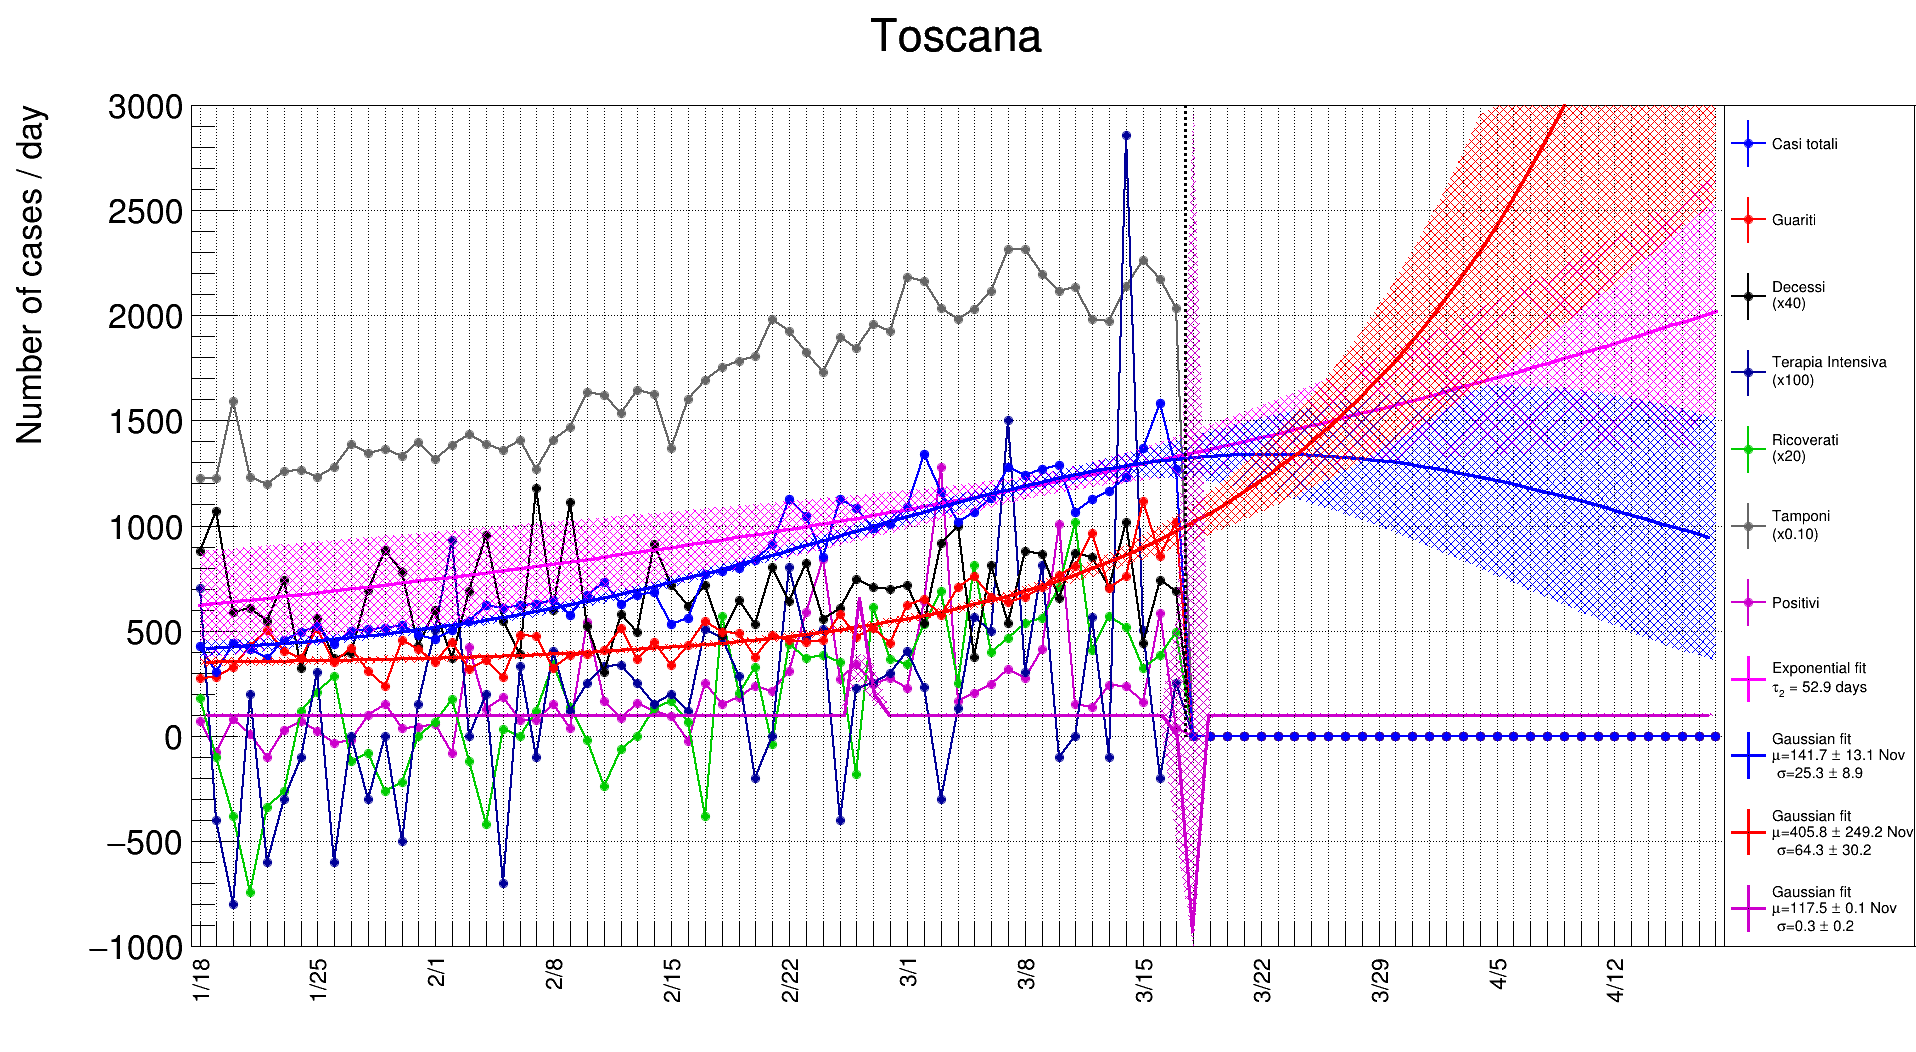 Toscana
Number of cases / day
3000
2500
2000
1500
1000
500
0
−500
−1000
1/18
1/25
2/1
2/8
2/15
2/22
3/1
3/8
3/15
3/22
3/29
4/5
4/12
Casi totali
Guariti
Decessi
(x40)
Terapia Intensiva
(x100)
Ricoverati
(x20)
Tamponi
(x0.10)
Positivi
Exponential fit
τ2 = 52.9 days
Gaussian fit
μ=141.7 ± 13.1 Nov
σ=25.3 ± 8.9
Gaussian fit
μ=405.8 ± 249.2 Nov
σ=64.3 ± 30.2
Gaussian fit
μ=117.5 ± 0.1 Nov
σ=0.3 ± 0.2